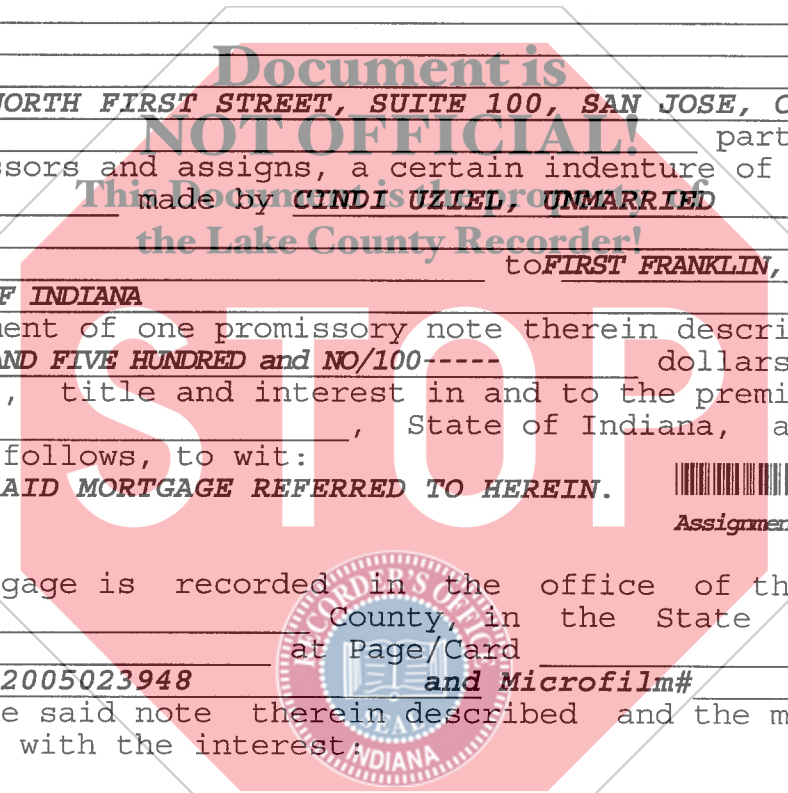 Document is
NORTH FIRST STREET, SUITE 100, SAN JOSE, C
NOT OFFICIAL!
part
ssors and assigns, a certain indenture of
This Document is the property of
made by CINDI UZIEL, UNMARRIED
the Lake County Recorder!
toFIRST FRANKLIN,
F INDIANA
ment of one promissory note therein descri
AND FIVE HUNDRED and NO/100-----  dollars
, title and interest in and to the premi
, State of Indiana, a
follows, to wit:
STOP
AID MORTGAGE REFERRED TO HEREIN.
Assignmen
gage is recorded in the office of th
RECORDER'S OFFICE
County, in the State
at Page/Card
2005023948 and Microfilm#
e said note therein described and the m
SEAL
with the interest:
INDIANA